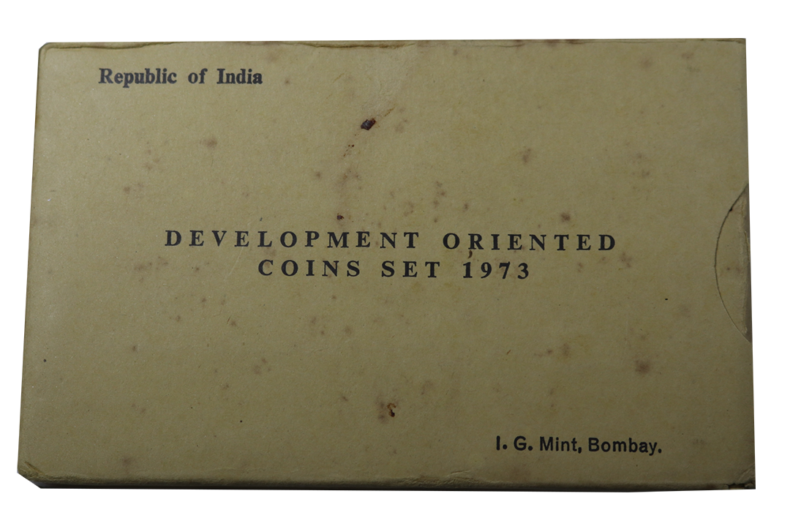 Republic of India
DEVELOPMENT ORIENTED
COINS SET 1973
I. G. Mint, Bombay.